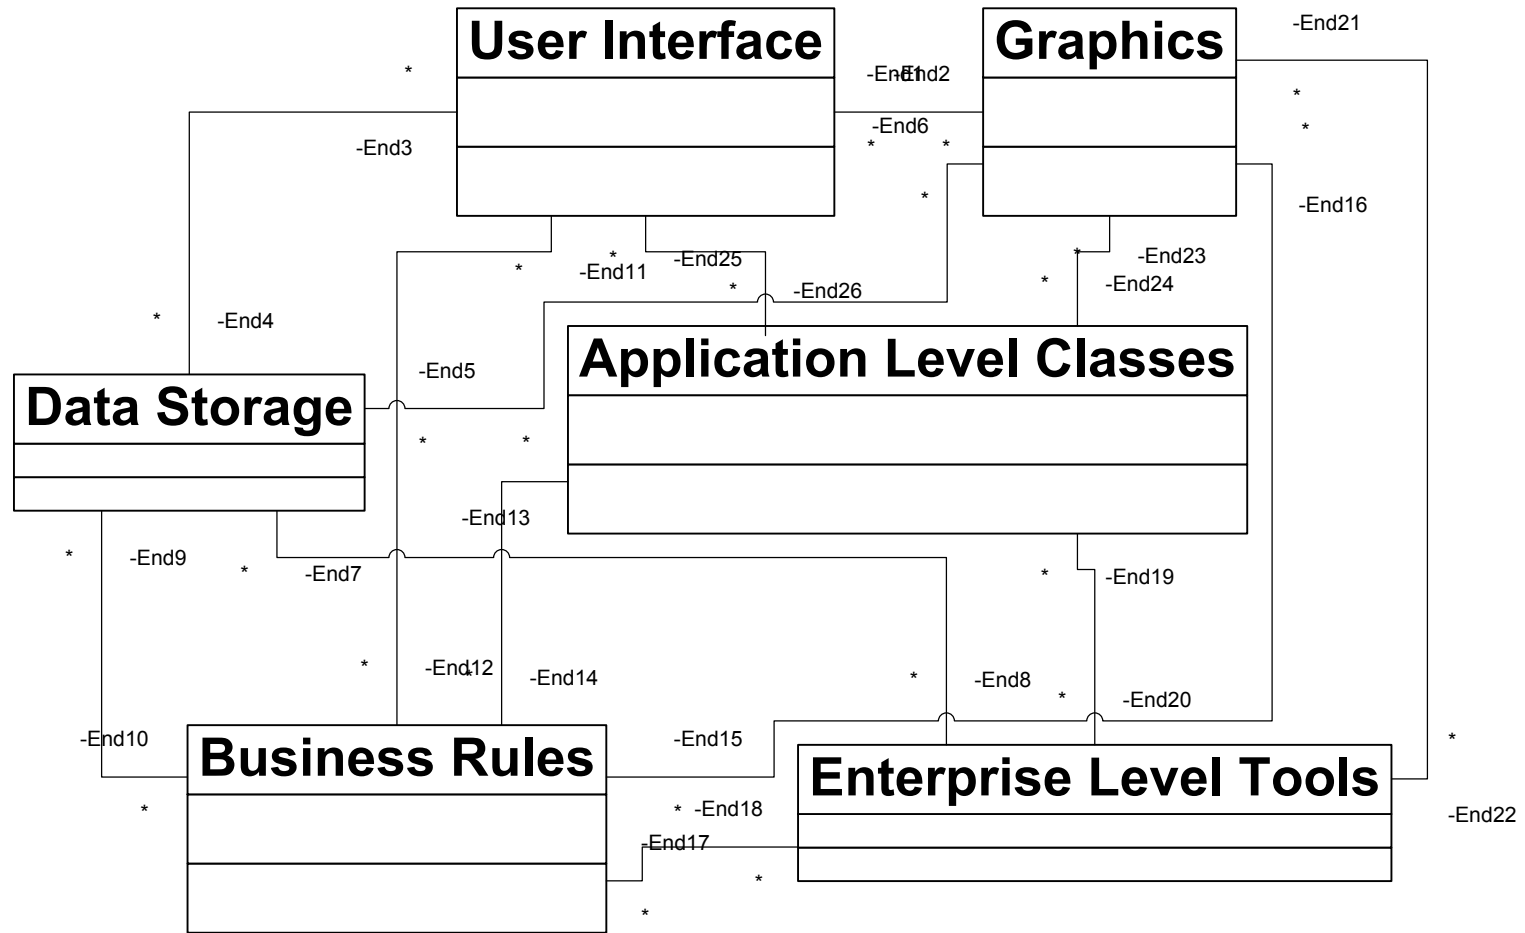 User Interface
Graphics
-End21
*
-End1
-End2
*
-End6
*
-End3
*
*
*
-End16
*
*
-End25
-End11
*
*
-End23
*
-End26
*
-End24
*
-End4
Application Level Classes
-End5
Data Storage
*
*
-End13
*
-End9
*
-End7
*
-End19
*
-End12
*
-End14
*
-End8
*
-End20
-End10
-End15
*
Business Rules
Enterprise Level Tools
*
*
-End18
-End22
-End17
*
*